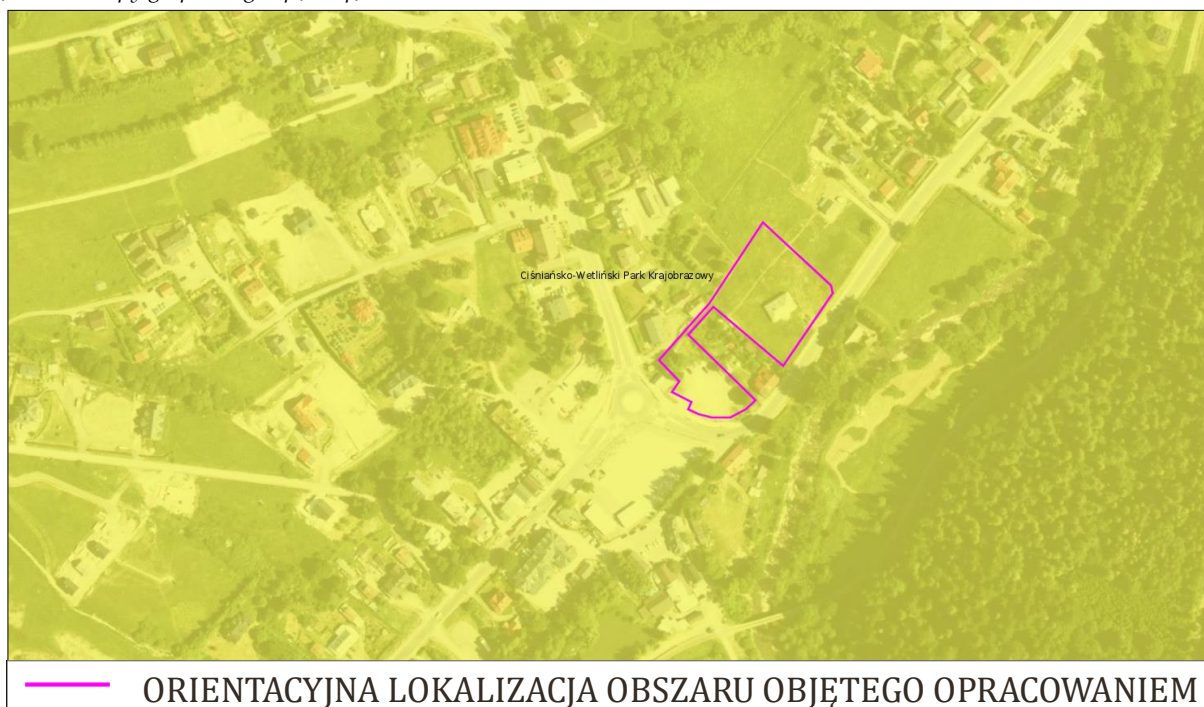 Ciśniańsko-Wetliński Park Krajobrazowy
ORIENTACYJNA LOKALIZACJA OBSZARU OBJĘTEGO OPRACOWANIEM